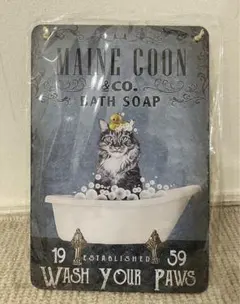 MAINE COON
& CO.
BATH SOAP
19 ESTABLISHED 59
WASH YOUR PAWS